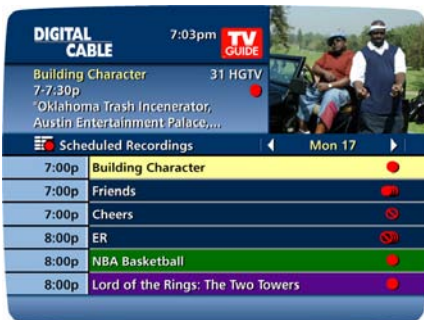 DIGITAL
CABLE
7:03pm
TV
GUIDE
Building Character 31 HGTV
7-7:30p
"Oklahoma Trash Incenerator,
Austin Entertainment Palace,...
Scheduled Recordings Mon 17
7:00p Building Character
7:00p Friends
7:00p Cheers
8:00p ER
8:00p NBA Basketball
8:00p Lord of the Rings: The Two Towers